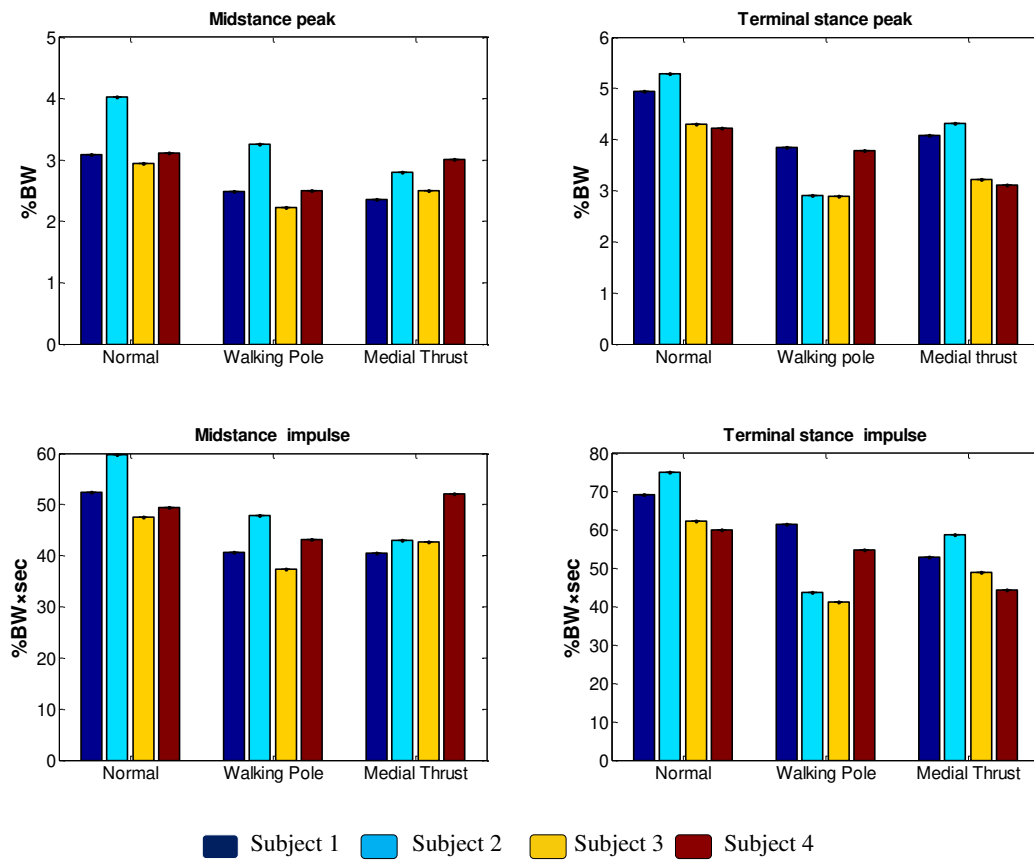 Midstance peak
%BW
5
4
3
2
1
0
Normal Walking Pole Medial Thrust
Terminal stance peak
%BW
6
5
4
3
2
1
0
Normal Walking pole Medial thrust
Midstance impulse
%BW×sec
60
50
40
30
20
10
0
Normal Walking Pole Medial Thrust
Terminal stance impulse
%BW×sec
80
70
60
50
40
30
20
10
0
Normal Walking Pole Medial Thrust
Subject 1 Subject 2 Subject 3 Subject 4